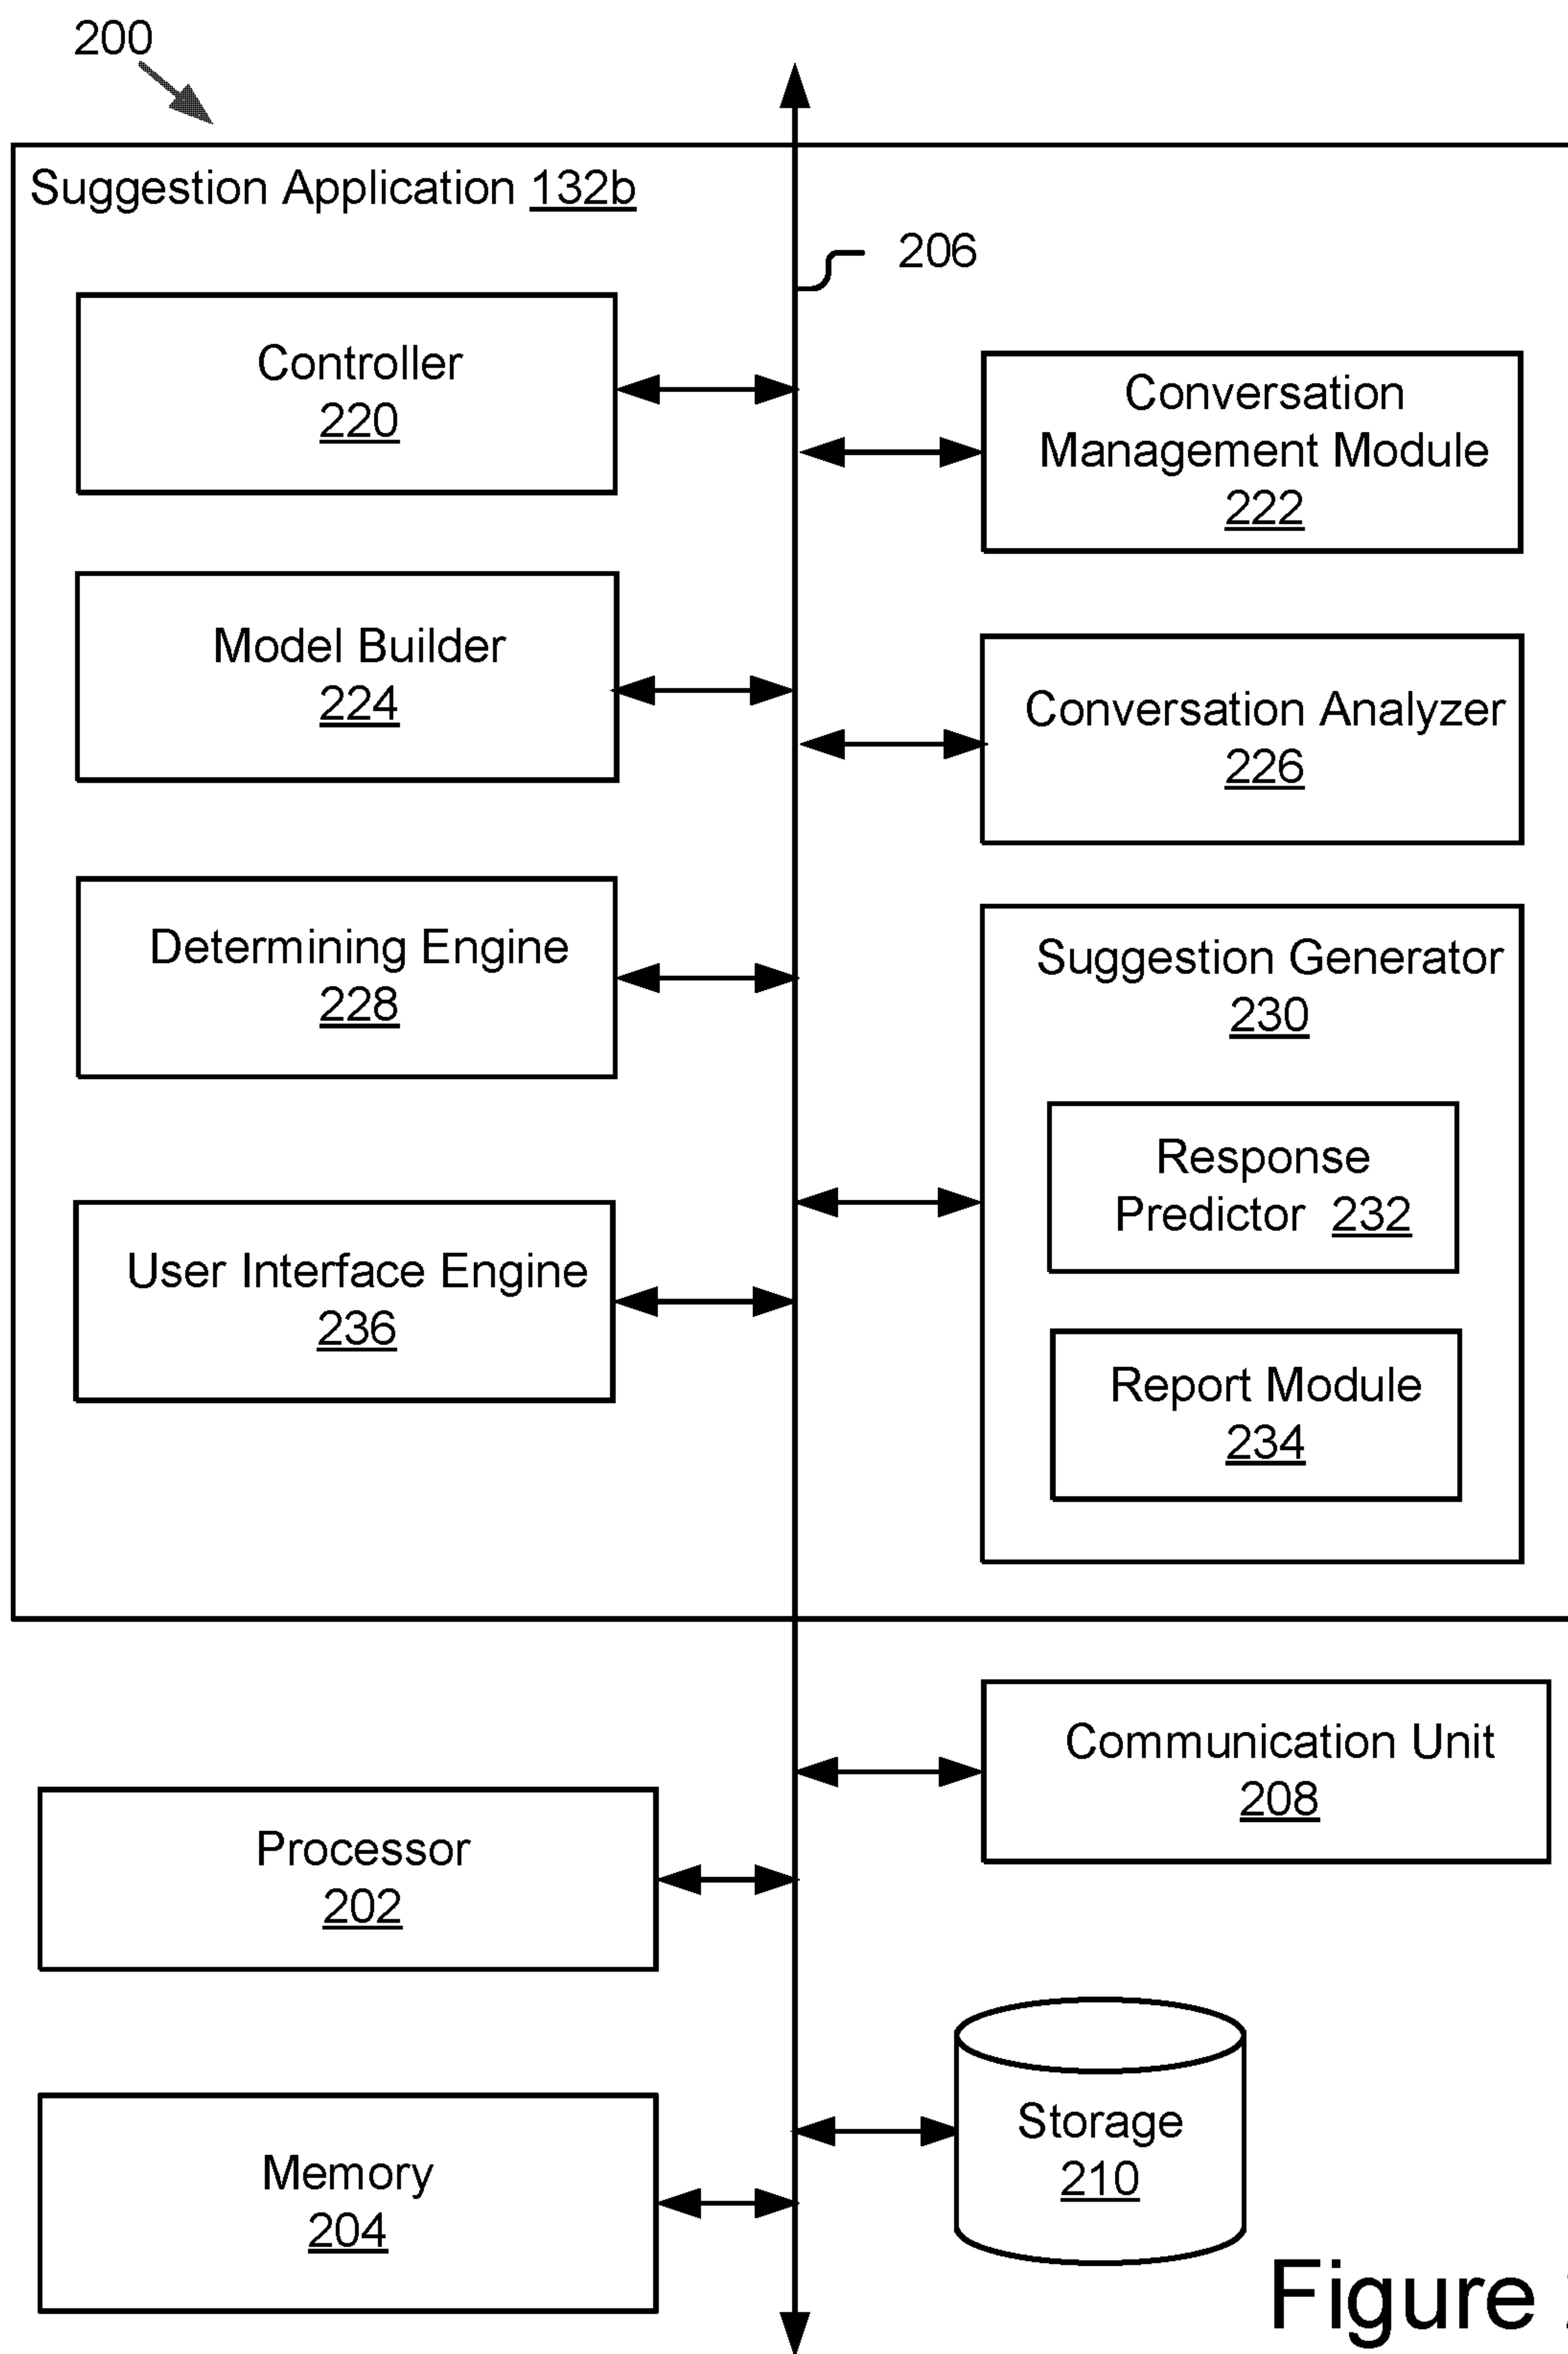 200
Suggestion Application 132b
206
Controller
220
Conversation
Management Module
222
Model Builder
224
Conversation Analyzer
226
Determining Engine
228
Suggestion Generator
230
Response
Predictor 232
User Interface Engine
236
Report Module
234
Communication Unit
208
Processor
202
Storage
210
Memory
204
Figure